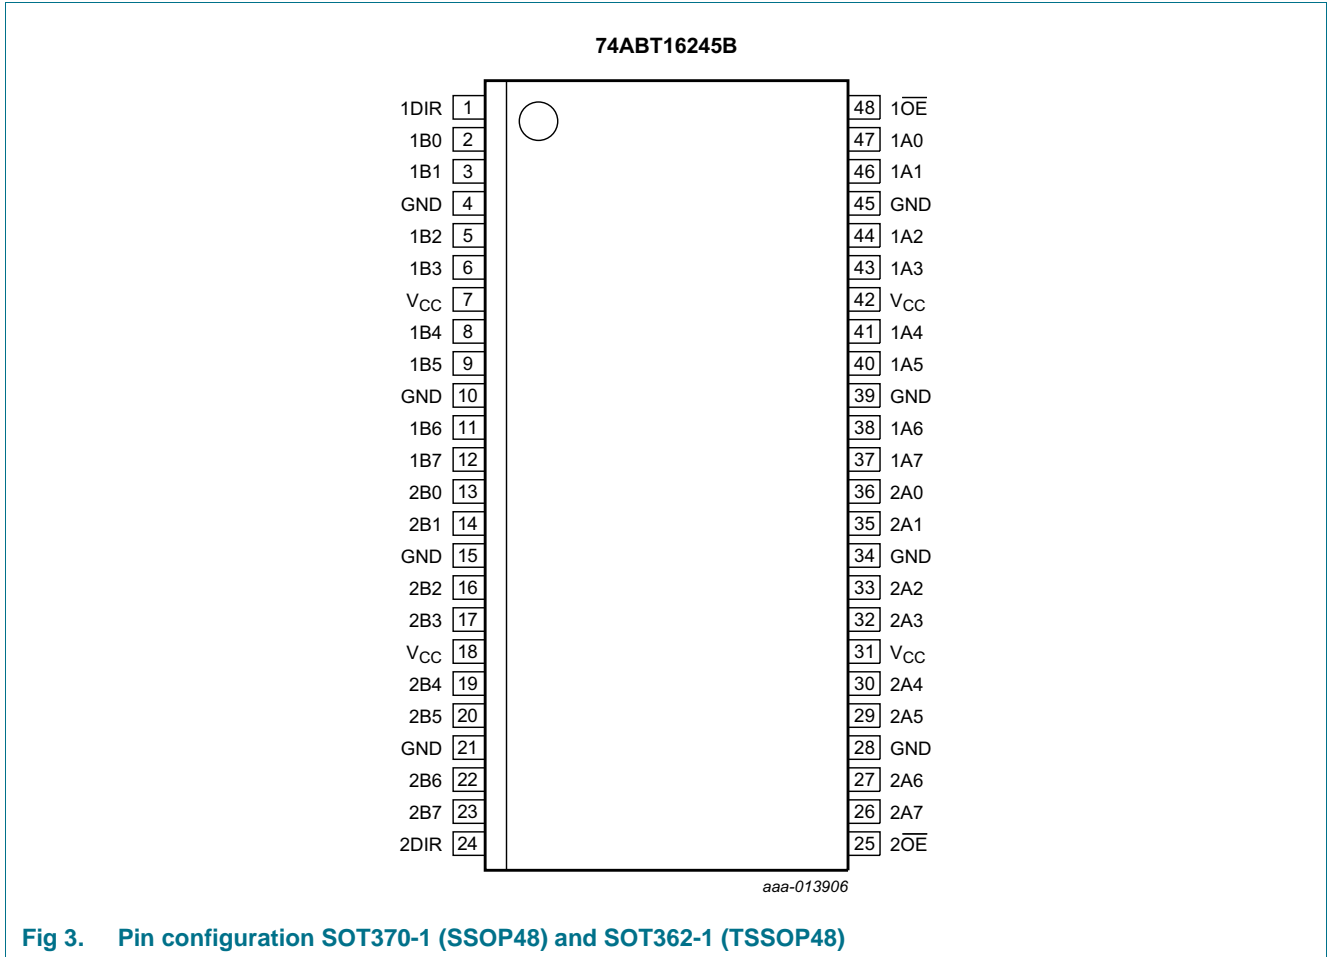 74ABT16245B
1DIR 1 48 1O̅E̅
1B0 2 47 1A0
1B1 3 46 1A1
GND 4 45 GND
1B2 5 44 1A2
1B3 6 43 1A3
VCC 7 42 VCC
1B4 8 41 1A4
1B5 9 40 1A5
GND 10 39 GND
1B6 11 38 1A6
1B7 12 37 1A7
2B0 13 36 2A0
2B1 14 35 2A1
GND 15 34 GND
2B2 16 33 2A2
2B3 17 32 2A3
VCC 18 31 VCC
2B4 19 30 2A4
2B5 20 29 2A5
GND 21 28 GND
2B6 22 27 2A6
2B7 23 26 2A7
2DIR 24 25 2O̅E̅
aaa-013906
Fig 3. Pin configuration SOT370-1 (SSOP48) and SOT362-1 (TSSOP48)